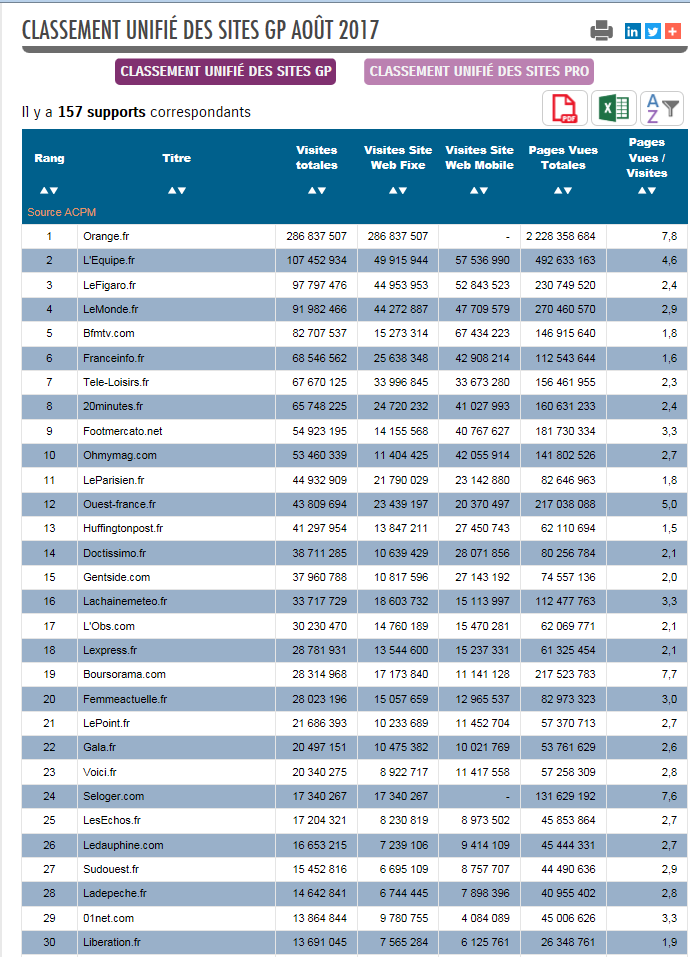 CLASSEMENT UNIFIÉ DES SITES GP AOÛT 2017
CLASSEMENT UNIFIÉ DES SITES GP CLASSEMENT UNIFIÉ DES SITES PRO
Il y a 157 supports correspondants
PDF
A Z
Rang Titre Visites totales Visites Site Web Fixe Visites Site Web Mobile Pages Vues Totales Pages Vues / Visites
Source ACPM
1 Orange.fr 286 837 507 286 837 507 - 2 228 358 684 7,8
2 L'Equipe.fr 107 452 934 49 915 944 57 536 990 492 633 163 4,6
3 LeFigaro.fr 97 797 476 44 953 953 52 843 523 230 749 520 2,4
4 LeMonde.fr 91 982 466 44 272 887 47 709 579 270 460 570 2,9
5 Bfmtv.com 82 707 537 15 273 314 67 434 223 146 915 640 1,8
6 Franceinfo.fr 68 546 562 25 638 348 42 908 214 112 543 644 1,6
7 Tele-Loisirs.fr 67 670 125 33 996 845 33 673 280 156 461 955 2,3
8 20minutes.fr 65 748 225 24 720 232 41 027 993 160 631 233 2,4
9 Footmercato.net 54 923 195 14 155 568 40 767 627 181 730 334 3,3
10 Ohmymag.com 53 460 339 11 404 425 42 055 914 141 802 526 2,7
11 LeParisien.fr 44 932 909 21 790 029 23 142 880 82 646 963 1,8
12 Ouest-france.fr 43 809 694 23 439 197 20 370 497 217 038 088 5,0
13 Huffingtonpost.fr 41 297 954 13 847 211 27 450 743 62 110 694 1,5
14 Doctissimo.fr 38 711 285 10 639 429 28 071 856 80 256 784 2,1
15 Gentside.com 37 960 788 10 817 596 27 143 192 74 557 136 2,0
16 Lachainemeteo.fr 33 717 729 18 603 732 15 113 997 112 477 763 3,3
17 L'Obs.com 30 230 470 14 760 189 15 470 281 62 069 771 2,1
18 Lexpress.fr 28 781 931 13 544 600 15 237 331 61 325 454 2,1
19 Boursorama.com 28 314 968 17 173 840 11 141 128 217 523 783 7,7
20 Femmeactuelle.fr 28 023 196 15 057 659 12 965 537 82 973 323 3,0
21 LePoint.fr 21 686 393 10 233 689 11 452 704 57 370 713 2,7
22 Gala.fr 20 497 151 10 475 382 10 021 769 53 761 629 2,6
23 Voici.fr 20 340 275 8 922 717 11 417 558 57 258 309 2,8
24 Seloger.com 17 340 267 17 340 267 - 131 629 192 7,6
25 LesEchos.fr 17 204 321 8 230 819 8 973 502 45 853 864 2,7
26 Ledauphine.com 16 653 215 7 239 106 9 414 109 45 444 331 2,7
27 Sudouest.fr 15 452 816 6 695 109 8 757 707 44 490 636 2,9
28 Ladepeche.fr 14 642 841 6 744 445 7 898 396 40 955 402 2,8
29 01net.com 13 864 844 9 780 755 4 084 089 45 006 626 3,3
30 Liberation.fr 13 691 045 7 565 284 6 125 761 26 348 761 1,9